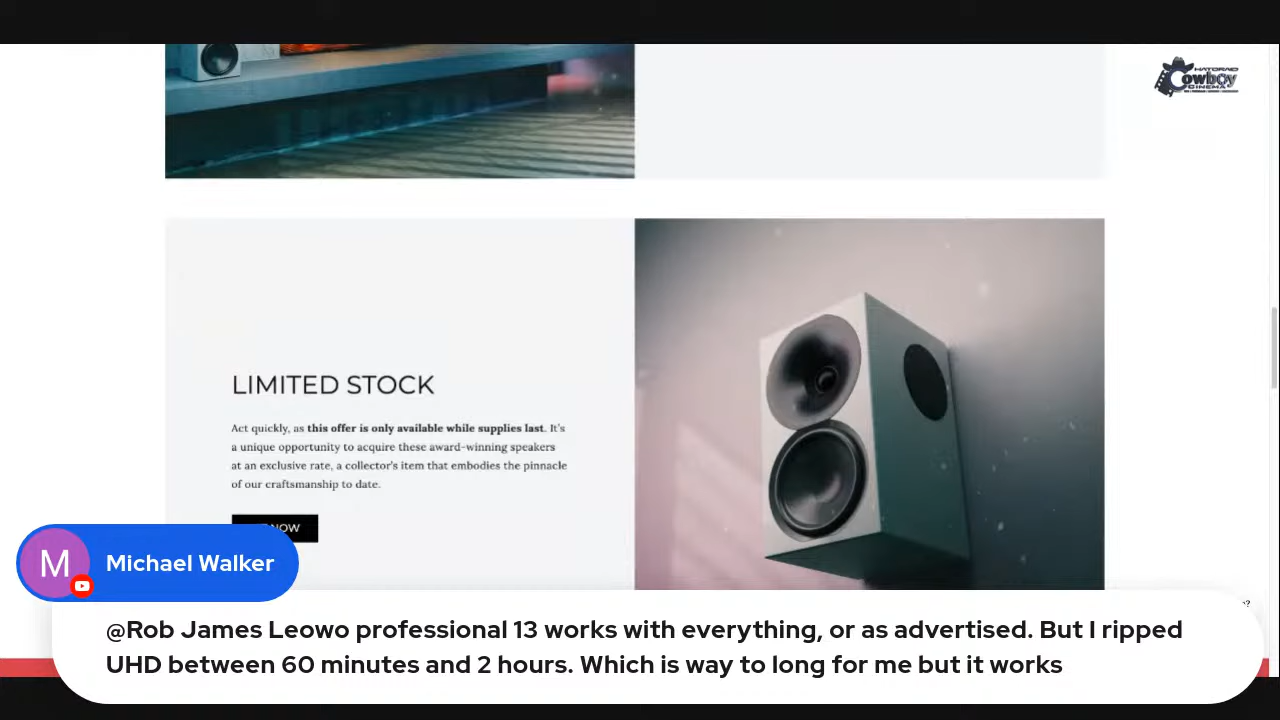 Cowboy
CINEMA
LIMITED STOCK
Act quickly, as this offer is only available while supplies last. It's
a unique opportunity to acquire these award-winning speakers
at an exclusive rate, a collector's item that embodies the pinnacle
of our craftsmanship to date.
NOW
M
Michael Walker
@Rob James Leowo professional 13 works with everything, or as advertised. But I ripped
UHD between 60 minutes and 2 hours. Which is way to long for me but it works